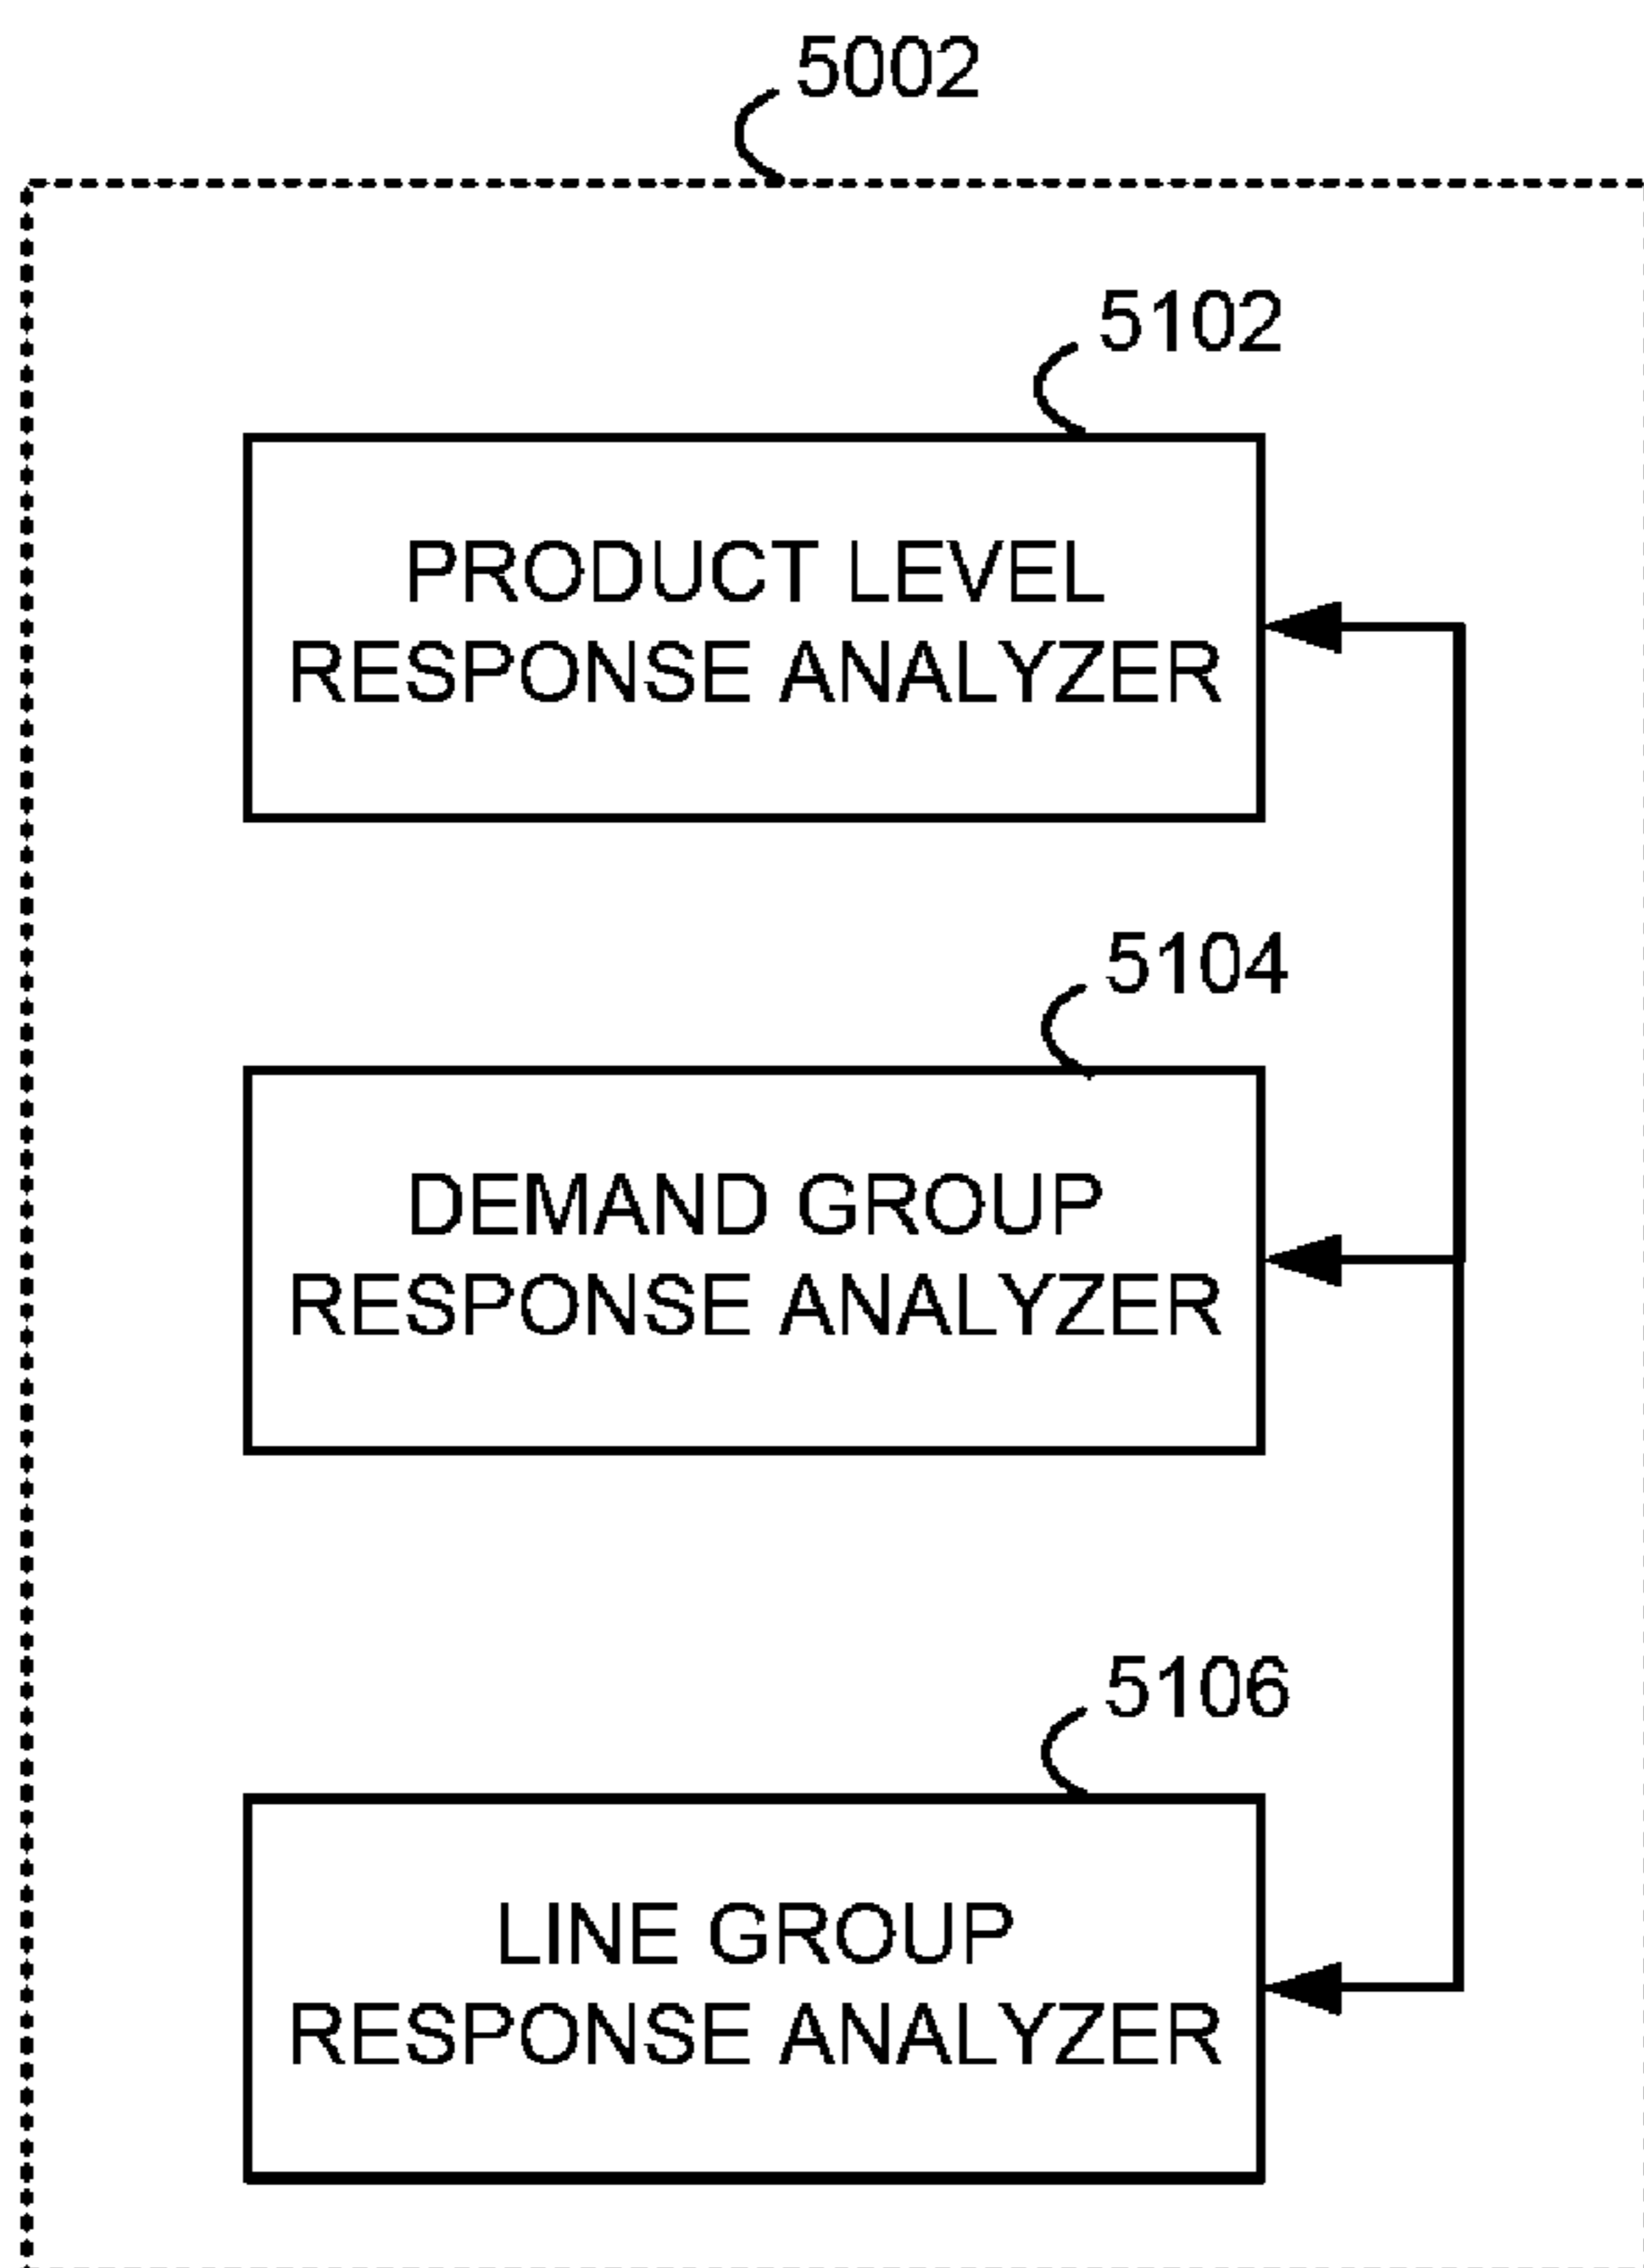 5002
5102
PRODUCT LEVEL
RESPONSE ANALYZER
5104
DEMAND GROUP
RESPONSE ANALYZER
5106
LINE GROUP
RESPONSE ANALYZER